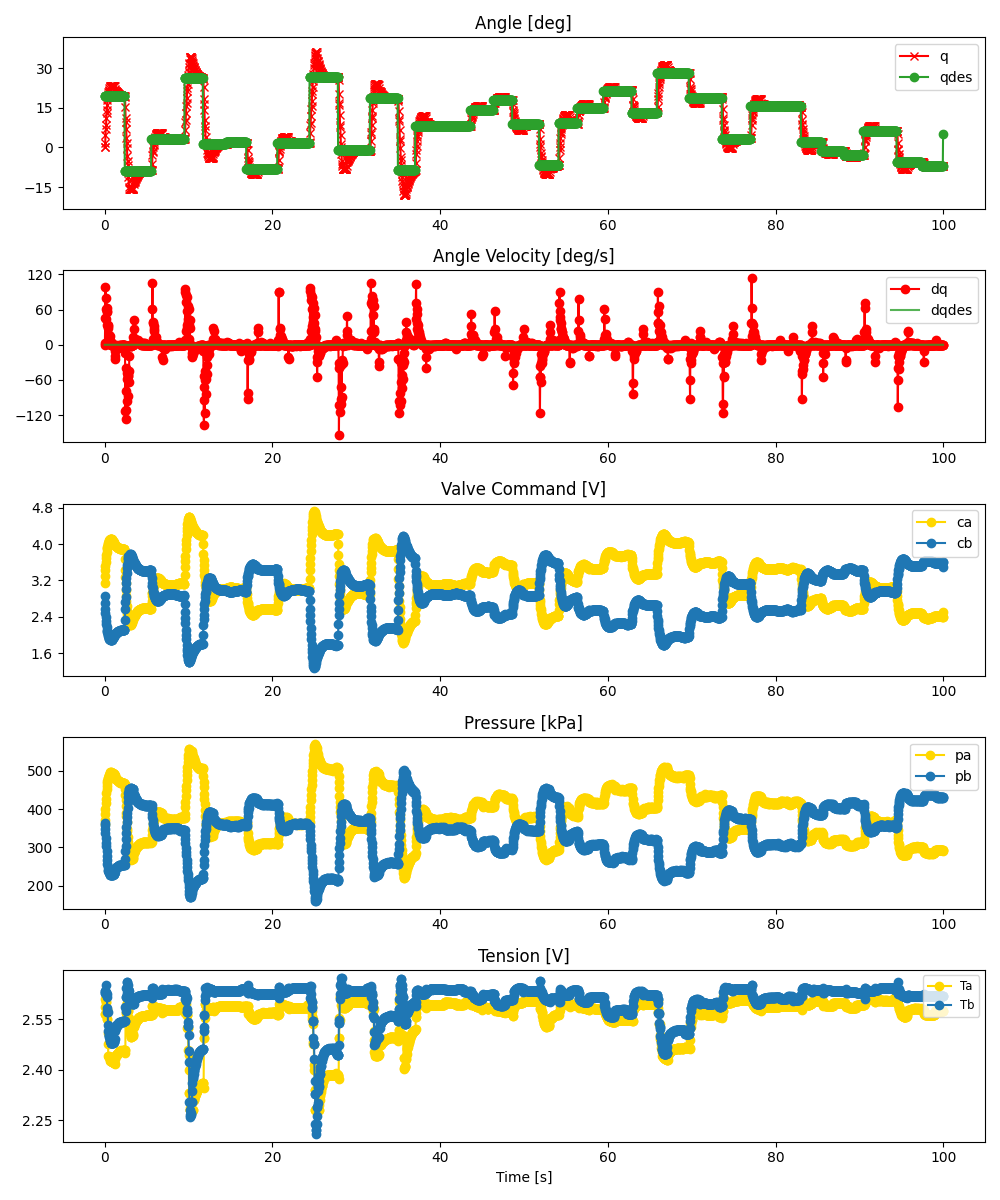 Angle [deg]
30
15
0
−15
q
qdes
0 20 40 60 80 100
Angle Velocity [deg/s]
120
60
0
−60
−120
dq
dqdes
0 20 40 60 80 100
Valve Command [V]
4.8
4.0
3.2
2.4
1.6
ca
cb
0 20 40 60 80 100
Pressure [kPa]
500
400
300
200
pa
pb
0 20 40 60 80 100
Tension [V]
2.55
2.40
2.25
Ta
Tb
0 20 40 60 80 100
Time [s]